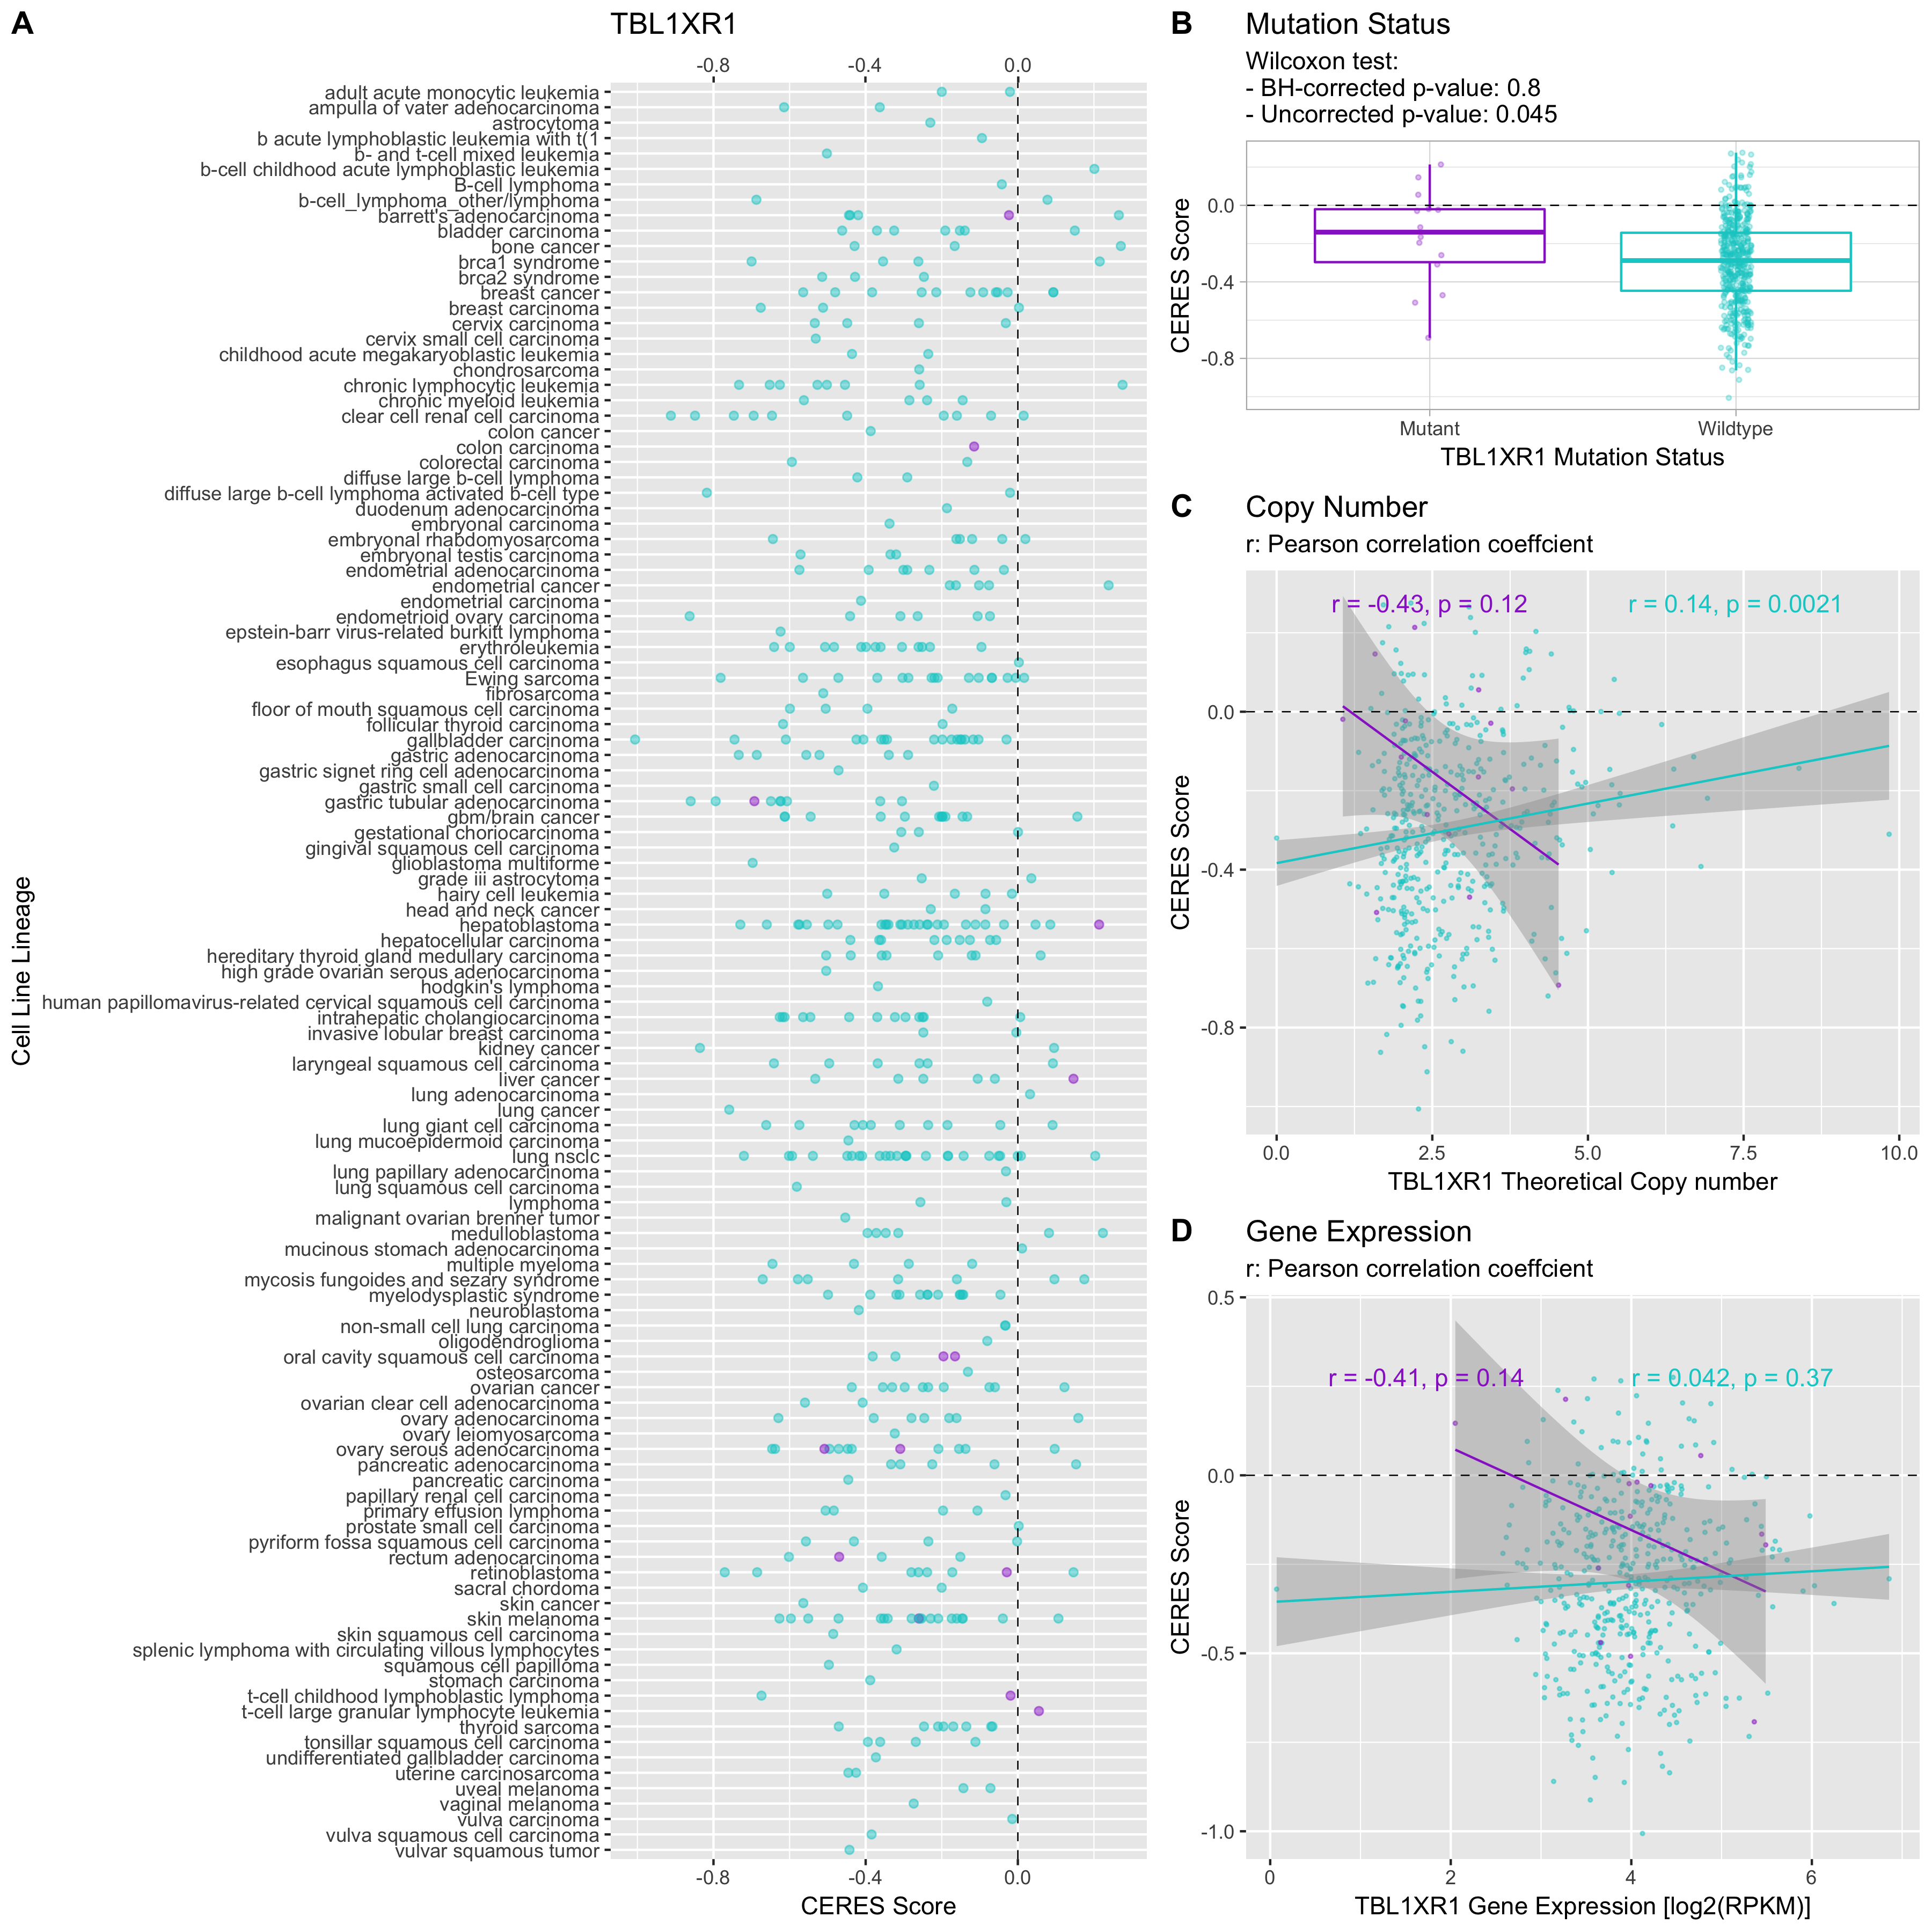 A
TBL1XR1
-0.8
-0.4
0.0
Cell Line Lineage
adult acute monocytic leukemia
ampulla of vater adenocarcinoma
astrocytoma
b acute lymphoblastic leukemia with t(1
b- and t-cell mixed leukemia
b-cell childhood acute lymphoblastic leukemia
B-cell lymphoma
b-cell_lymphoma_other/lymphoma
barrett's adenocarcinoma
bladder carcinoma
bone cancer
brca1 syndrome
brca2 syndrome
breast cancer
breast carcinoma
cervix carcinoma
cervix small cell carcinoma
childhood acute megakaryoblastic leukemia
chondrosarcoma
chronic lymphocytic leukemia
chronic myeloid leukemia
clear cell renal cell carcinoma
colon cancer
colon carcinoma
colorectal carcinoma
diffuse large b-cell lymphoma
diffuse large b-cell lymphoma activated b-cell type
duodenum adenocarcinoma
embryonal carcinoma
embryonal rhabdomyosarcoma
embryonal testis carcinoma
endometrial adenocarcinoma
endometrial cancer
endometrial carcinoma
endometrioid ovary carcinoma
epstein-barr virus-related burkitt lymphoma
erythroleukemia
esophagus squamous cell carcinoma
Ewing sarcoma
fibrosarcoma
floor of mouth squamous cell carcinoma
follicular thyroid carcinoma
gallbladder carcinoma
gastric adenocarcinoma
gastric signet ring cell adenocarcinoma
gastric small cell carcinoma
gastric tubular adenocarcinoma
gbm/brain cancer
gestational choriocarcinoma
gingival squamous cell carcinoma
glioblastoma multiforme
grade iii astrocytoma
hairy cell leukemia
head and neck cancer
hepatoblastoma
hepatocellular carcinoma
hereditary thyroid gland medullary carcinoma
high grade ovarian serous adenocarcinoma
hodgkin's lymphoma
human papillomavirus-related cervical squamous cell carcinoma
intrahepatic cholangiocarcinoma
invasive lobular breast carcinoma
kidney cancer
laryngeal squamous cell carcinoma
liver cancer
lung adenocarcinoma
lung cancer
lung giant cell carcinoma
lung mucoepidermoid carcinoma
lung nsclc
lung papillary adenocarcinoma
lung squamous cell carcinoma
lymphoma
malignant ovarian brenner tumor
medulloblastoma
mucinous stomach adenocarcinoma
multiple myeloma
mycosis fungoides and sezary syndrome
myelodysplastic syndrome
neuroblastoma
non-small cell lung carcinoma
oligodendroglioma
oral cavity squamous cell carcinoma
osteosarcoma
ovarian cancer
ovarian clear cell adenocarcinoma
ovary adenocarcinoma
ovary leiomyosarcoma
ovary serous adenocarcinoma
pancreatic adenocarcinoma
pancreatic carcinoma
papillary renal cell carcinoma
primary effusion lymphoma
prostate small cell carcinoma
pyriform fossa squamous cell carcinoma
rectum adenocarcinoma
retinoblastoma
sacral chordoma
skin cancer
skin melanoma
skin squamous cell carcinoma
splenic lymphoma with circulating villous lymphocytes
squamous cell papilloma
stomach carcinoma
t-cell childhood lymphoblastic lymphoma
t-cell large granular lymphocyte leukemia
thyroid sarcoma
tonsillar squamous cell carcinoma
undifferentiated gallbladder carcinoma
uterine carcinosarcoma
uveal melanoma
vaginal melanoma
vulva carcinoma
vulva squamous cell carcinoma
vulvar squamous tumor
-0.8
-0.4
0.0
CERES Score
B
Mutation Status
Wilcoxon test:
- BH-corrected p-value: 0.8
- Uncorrected p-value: 0.045
CERES Score
0.0
-0.4
-0.8
Mutant
Wildtype
TBL1XR1 Mutation Status
C
Copy Number
r: Pearson correlation coeffcient
r = -0.43, p = 0.12
r = 0.14, p = 0.0021
CERES Score
0.0
-0.4
-0.8
0.0
2.5
5.0
7.5
10.0
TBL1XR1 Theoretical Copy number
D
Gene Expression
r: Pearson correlation coeffcient
r = -0.41, p = 0.14
r = 0.042, p = 0.37
CERES Score
0.5
0.0
-0.5
-1.0
0
2
4
6
TBL1XR1 Gene Expression [log2(RPKM)]